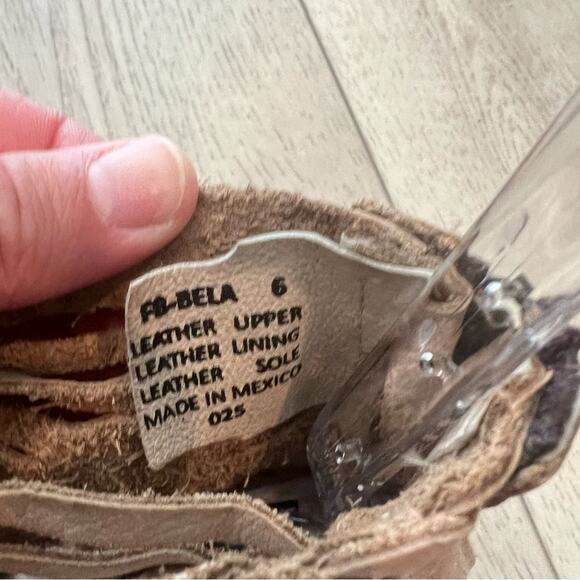 FB-BELA 6
LEATHER UPPER
LEATHER LINING
LEATHER SOLE
MADE IN MEXICO
025